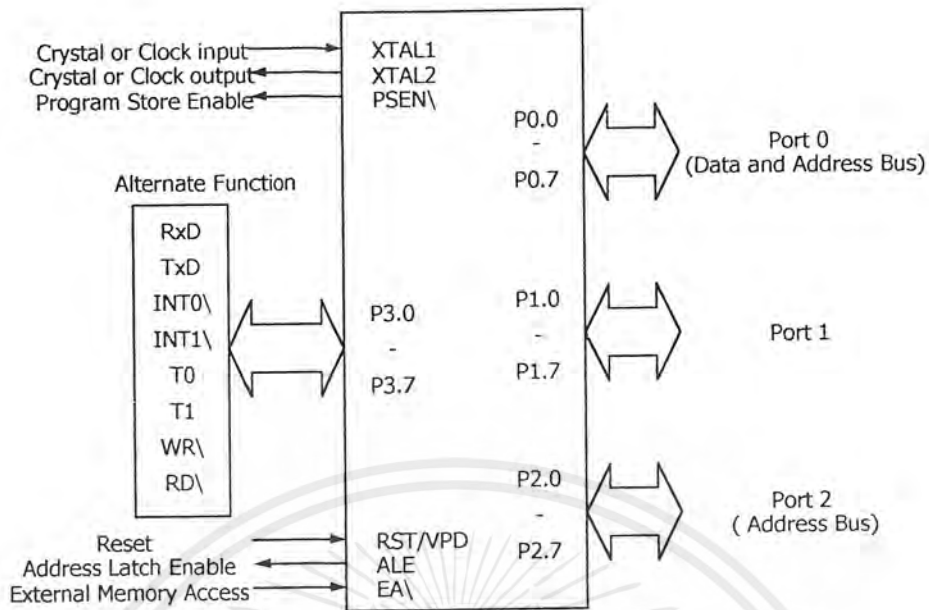 Crystal or Clock input
Crystal or Clock output
Program Store Enable
XTAL1
XTAL2
PSEN\
Alternate Function
RxD
TxD
INT0\
INT1\
T0
T1
WR\
RD\
P3.0
-
P3.7
P0.0
-
P0.7
Port 0
(Data and Address Bus)
P1.0
-
P1.7
Port 1
P2.0
-
P2.7
Port 2
( Address Bus)
Reset
Address Latch Enable
External Memory Access
RST/VPD
ALE
EA\